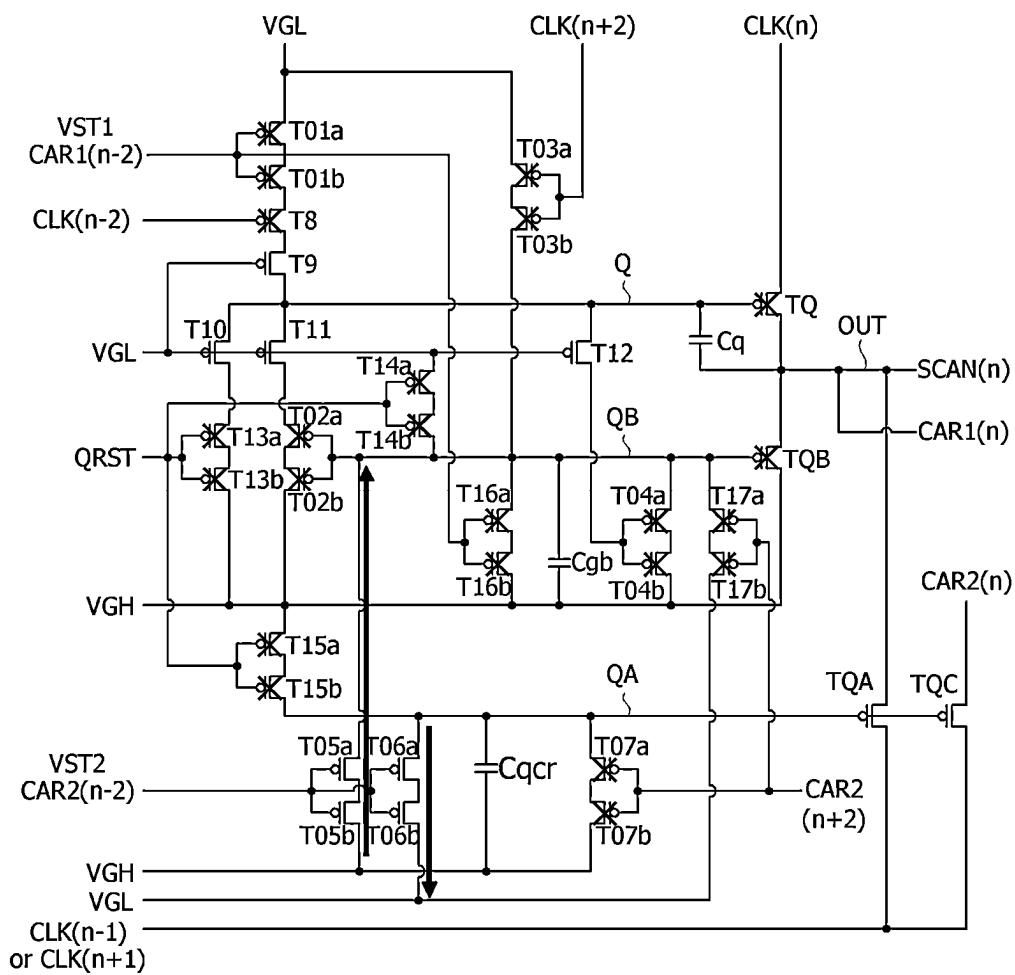 VGL
CLK(n+2)
CLK(n)
VST1
CAR1(n-2)
T01a
T01b
T03a
T03b
CLK(n-2)
T8
T9
Q
TQ
T10
T11
VGL
T12
Cq
OUT
SCAN(n)
T14a
T14b
CAR1(n)
T13a
T02a
QRST
T13b
T02b
QB
TQB
T16a
T16b
Cgb
T04a
T04b
T17a
T17b
CAR2(n)
VGH
T15a
T15b
QA
TQA
TQC
T05a
T06a
VST2
CAR2(n-2)
T05b
T06b
Cqcr
T07a
T07b
CAR2
(n+2)
VGH
VGL
CLK(n-1)
or CLK(n+1)